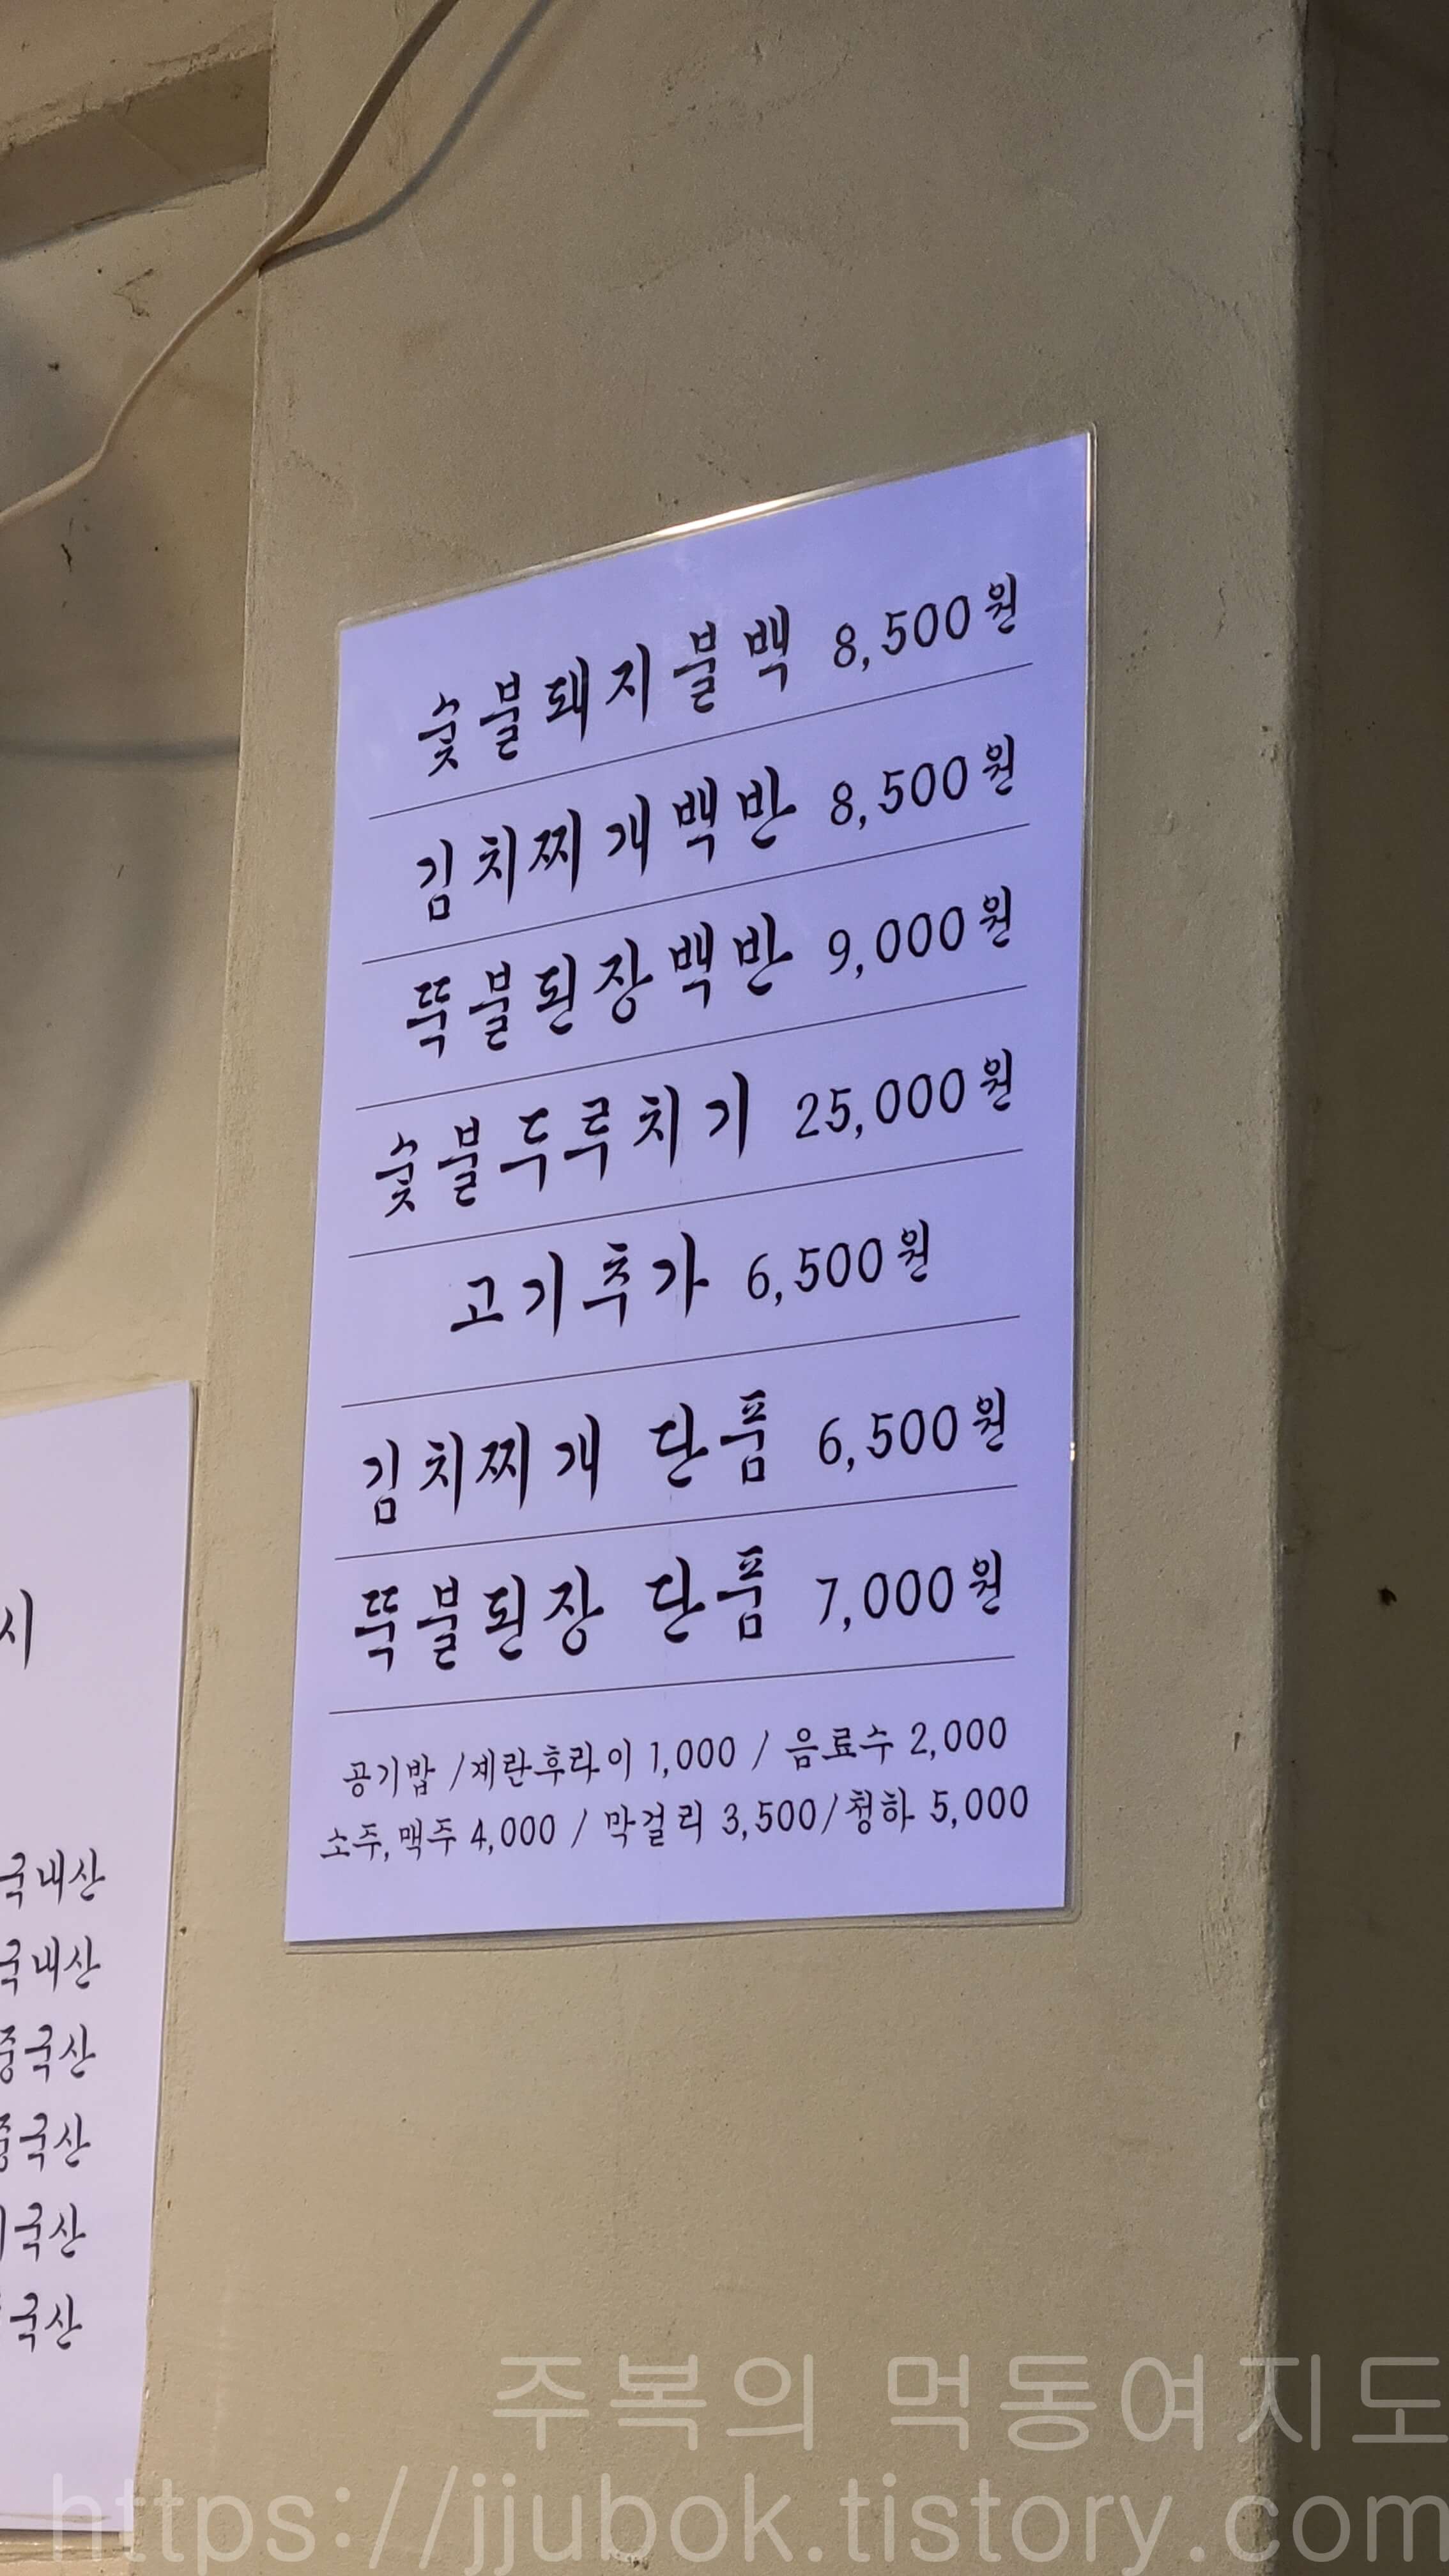 숯불돼지불백 8,500원
김치찌개백반 8,500원
뚝불된장백반 9,000원
숯불두루치기 25,000원
고기추가 6,500원
김치찌개 단품 6,500원
뚝불된장 단품 7,000원
공기밥 /계란후라이 1,000 / 음료수 2,000
소주,맥주 4,000 / 막걸리 3,500/청하 5,000
시
국내산
국내산
중국산
중국산
국산
국산
주복의 먹동여지도
https://jjubok.tistory.com